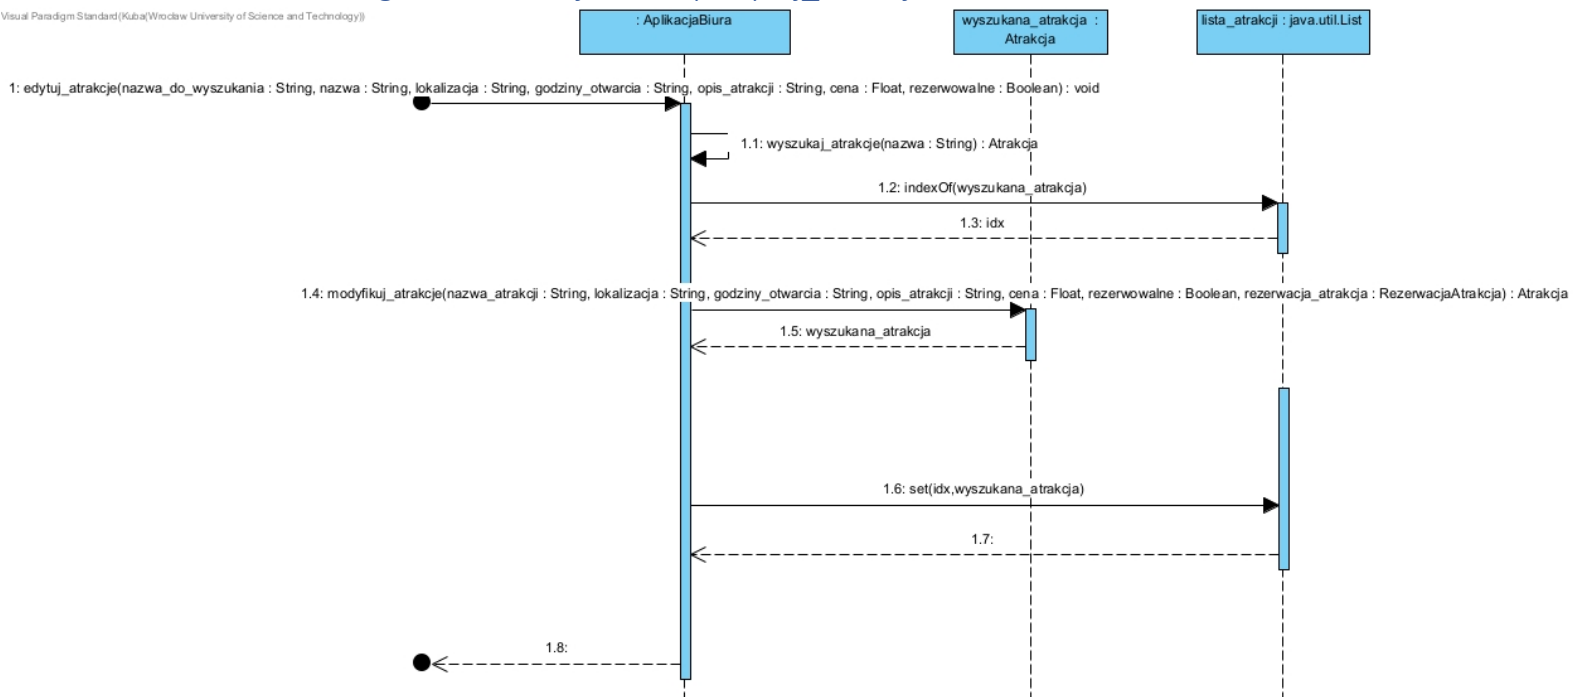 Visual Paradigm Standard(Kuba(Wrocław University of Science and Technology))
: AplikacjaBiura
wyszukana_atrakcja :
Atrakcja
lista_atrakcji : java.util.List
1: edytuj_atrakcje(nazwa_do_wyszukania : String, nazwa : String, lokalizacja : String, godziny_otwarcia : String, opis_atrakcji : String, cena : Float, rezerwowalne : Boolean) : void
1.1: wyszukaj_atrakcje(nazwa : String) : Atrakcja
1.2: indexOf(wyszukana_atrakcja)
1.3: idx
1.4: modyfikuj_atrakcje(nazwa_atrakcji : String, lokalizacja : String, godziny_otwarcia : String, opis_atrakcji : String, cena : Float, rezerwowalne : Boolean, rezerwacja_atrakcja : RezerwacjaAtrakcja) : Atrakcja
1.5: wyszukana_atrakcja
1.6: set(idx,wyszukana_atrakcja)
1.7:
1.8: